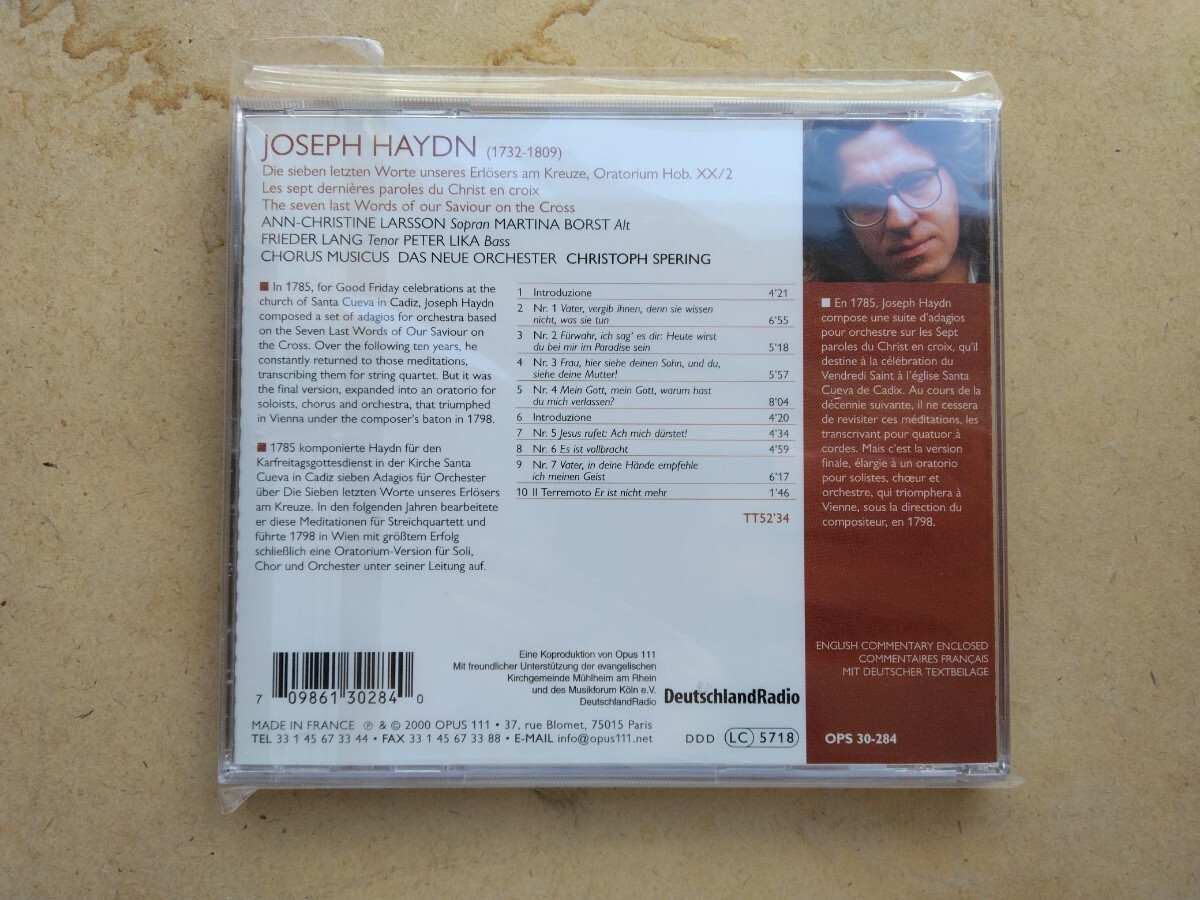 JOSEPH HAYDN (1732-1809)
Die sieben letzten Worte unseres Erlösers am Kreuze, Oratorium Hob. XX/2
Les sept dernières paroles du Christ en croix
The seven last Words of our Saviour on the Cross
ANN-CHRISTINE LARSSON Sopran MARTINA BORST Alt
FRIEDER LANG Tenor PETER LIKA Bass
CHORUS MUSICUS DAS NEUE ORCHESTER CHRISTOPH SPERING
■ In 1785, for Good Friday celebrations at the
church of Santa Cueva in Cadiz, Joseph Haydn
composed a set of adagios for orchestra based
on the Seven Last Words of Our Saviour on
the Cross. Over the following ten years, he
constantly returned to those meditations,
transcribing them for string quartet. But it was
the final version, expanded into an oratorio for
soloists, chorus and orchestra, that triumphed
in Vienna under the composer's baton in 1798.
■ 1785 komponierte Haydn für den
Karfreitagsgottesdienst in der Kirche Santa
Cueva in Cadiz sieben Adagios für Orchester
über Die Sieben letzten Worte unseres Erlösers
am Kreuze. In den folgenden Jahren bearbeitete
er diese Meditationen für Streichquartett und
führte 1798 in Wien mit größtem Erfolg
schließlich eine Oratorium-Version für Soli,
Chor und Orchester unter seiner Leitung auf.
1 Introduzione 4'21
2 Nr. 1 Vater, vergib ihnen, denn sie wissen
nicht, was sie tun 6'55
3 Nr. 2 Fürwahr, ich sag' es dir: Heute wirst
du bei mir im Paradise sein 5'18
4 Nr. 3 Frau, hier siehe deinen Sohn, und du,
siehe deine Mutter! 5'57
5 Nr. 4 Mein Gott, mein Gott, warum hast
du mich verlassen? 8'04
6 Introduzione 4'20
7 Nr. 5 Jesus rufet: Ach mich dürstet! 4'34
8 Nr. 6 Es ist vollbracht 4'59
9 Nr. 7 Vater, in deine Hände empfehle
ich meinen Geist 6'17
10 Il Terremoto Er ist nicht mehr 1'46
TT52'34
■ En 1785, Joseph Haydn
compose une suite d'adagios
pour orchestre sur les Sept
paroles du Christ en croix, qu'il
destine à la célébration du
Vendredi Saint à l'église Santa
Cueva de Cadix. Au cours de la
décennie suivante, il ne cessera
de revisiter ces méditations, les
transcrivant pour quatuor à
cordes. Mais c'est la version
finale, élargie à un oratorio
pour solistes, chœur et
orchestre, qui triomphera à
Vienne, sous la direction du
compositeur, en 1798.
ENGLISH COMMENTARY ENCLOSED
COMMENTAIRES FRANÇAIS
MIT DEUTSCHER TEXTBEILAGE
OPS 30-284
7 09861 30284 0
Eine Koproduktion von Opus 111
Mit freundlicher Unterstützung der evangelischen
Kirchgemeinde Mühlheim am Rhein
und des Musikforum Köln e.V.
DeutschlandRadio
DeutschlandRadio
MADE IN FRANCE ℗ & © 2000 OPUS 111 • 37, rue Blomet, 75015 Paris
TEL 33 1 45 67 33 44 • FAX 33 1 45 67 33 88 • E-MAIL info@opus111.net
DDD LC 5718